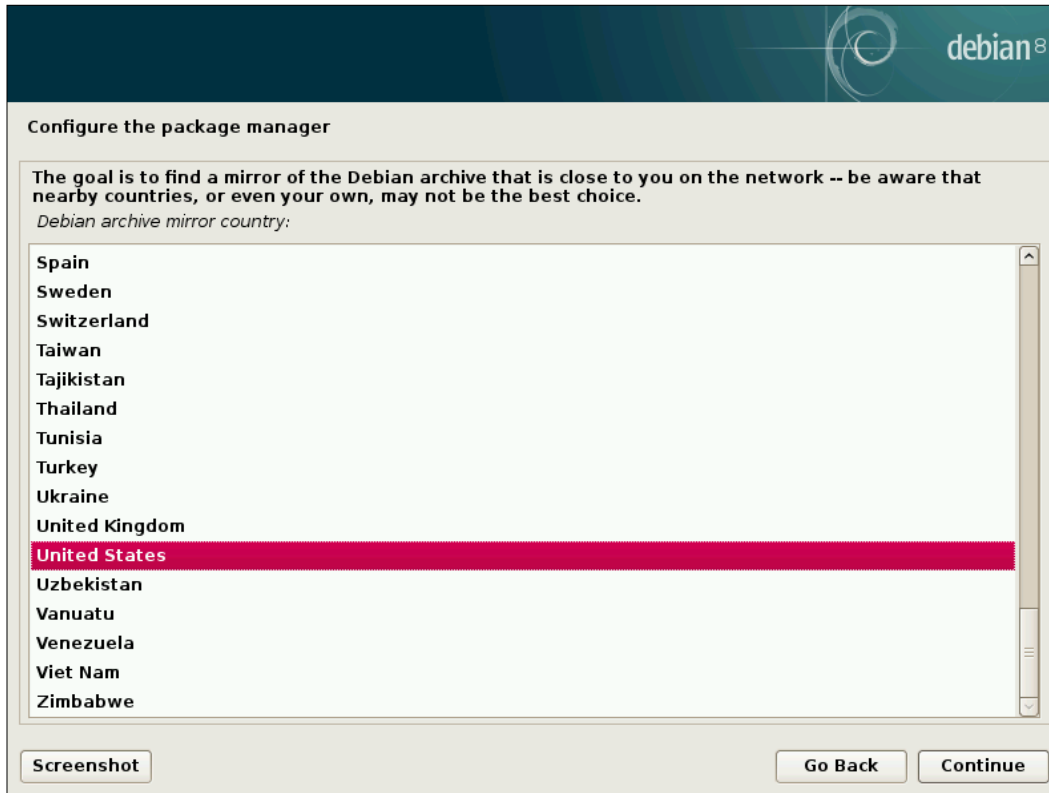 debian 8
Configure the package manager
The goal is to find a mirror of the Debian archive that is close to you on the network -- be aware that
nearby countries, or even your own, may not be the best choice.
Debian archive mirror country:
Spain
Sweden
Switzerland
Taiwan
Tajikistan
Thailand
Tunisia
Turkey
Ukraine
United Kingdom
United States
Uzbekistan
Vanuatu
Venezuela
Viet Nam
Zimbabwe
Screenshot
Go Back
Continue